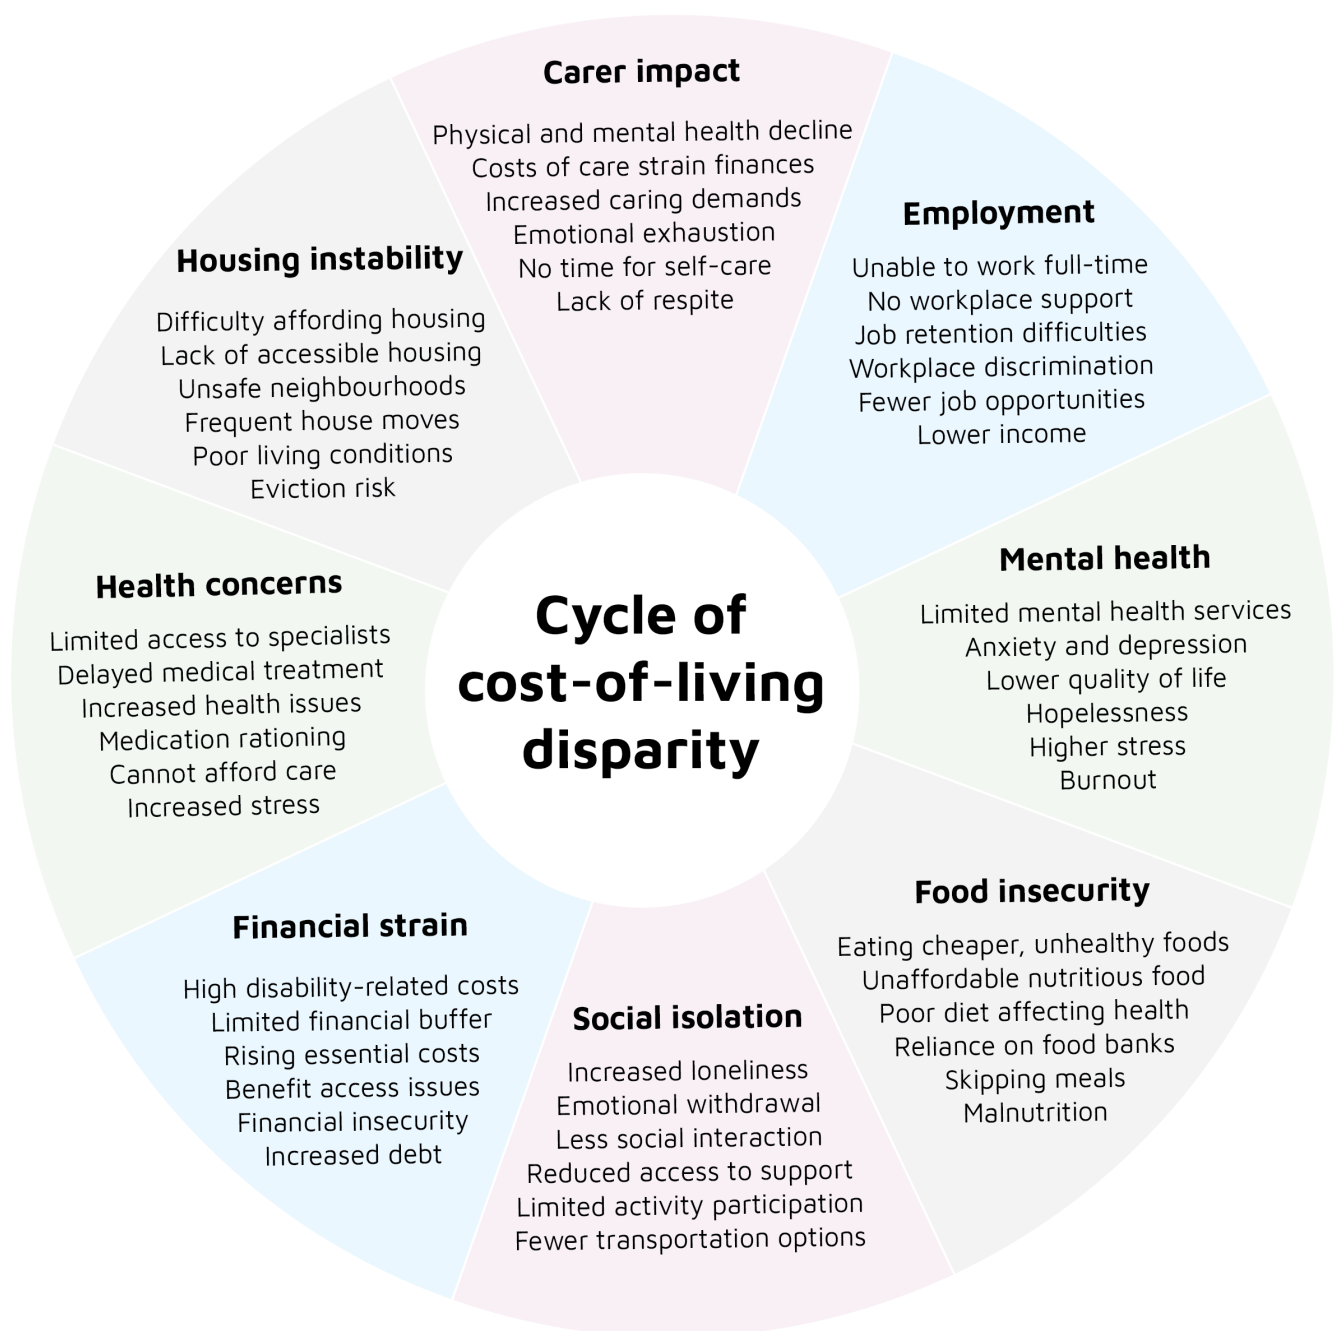 Carer impact
Physical and mental health decline
Costs of care strain finances
Increased caring demands
Emotional exhaustion
No time for self-care
Lack of respite
Employment
Unable to work full-time
No workplace support
Job retention difficulties
Workplace discrimination
Fewer job opportunities
Lower income
Mental health
Limited mental health services
Anxiety and depression
Lower quality of life
Hopelessness
Higher stress
Burnout
Food insecurity
Eating cheaper, unhealthy foods
Unaffordable nutritious food
Poor diet affecting health
Reliance on food banks
Skipping meals
Malnutrition
Social isolation
Increased loneliness
Emotional withdrawal
Less social interaction
Reduced access to support
Limited activity participation
Fewer transportation options
Financial strain
High disability-related costs
Limited financial buffer
Rising essential costs
Benefit access issues
Financial insecurity
Increased debt
Health concerns
Limited access to specialists
Delayed medical treatment
Increased health issues
Medication rationing
Cannot afford care
Increased stress
Housing instability
Difficulty affording housing
Lack of accessible housing
Unsafe neighbourhoods
Frequent house moves
Poor living conditions
Eviction risk
Cycle of
cost-of-living
disparity